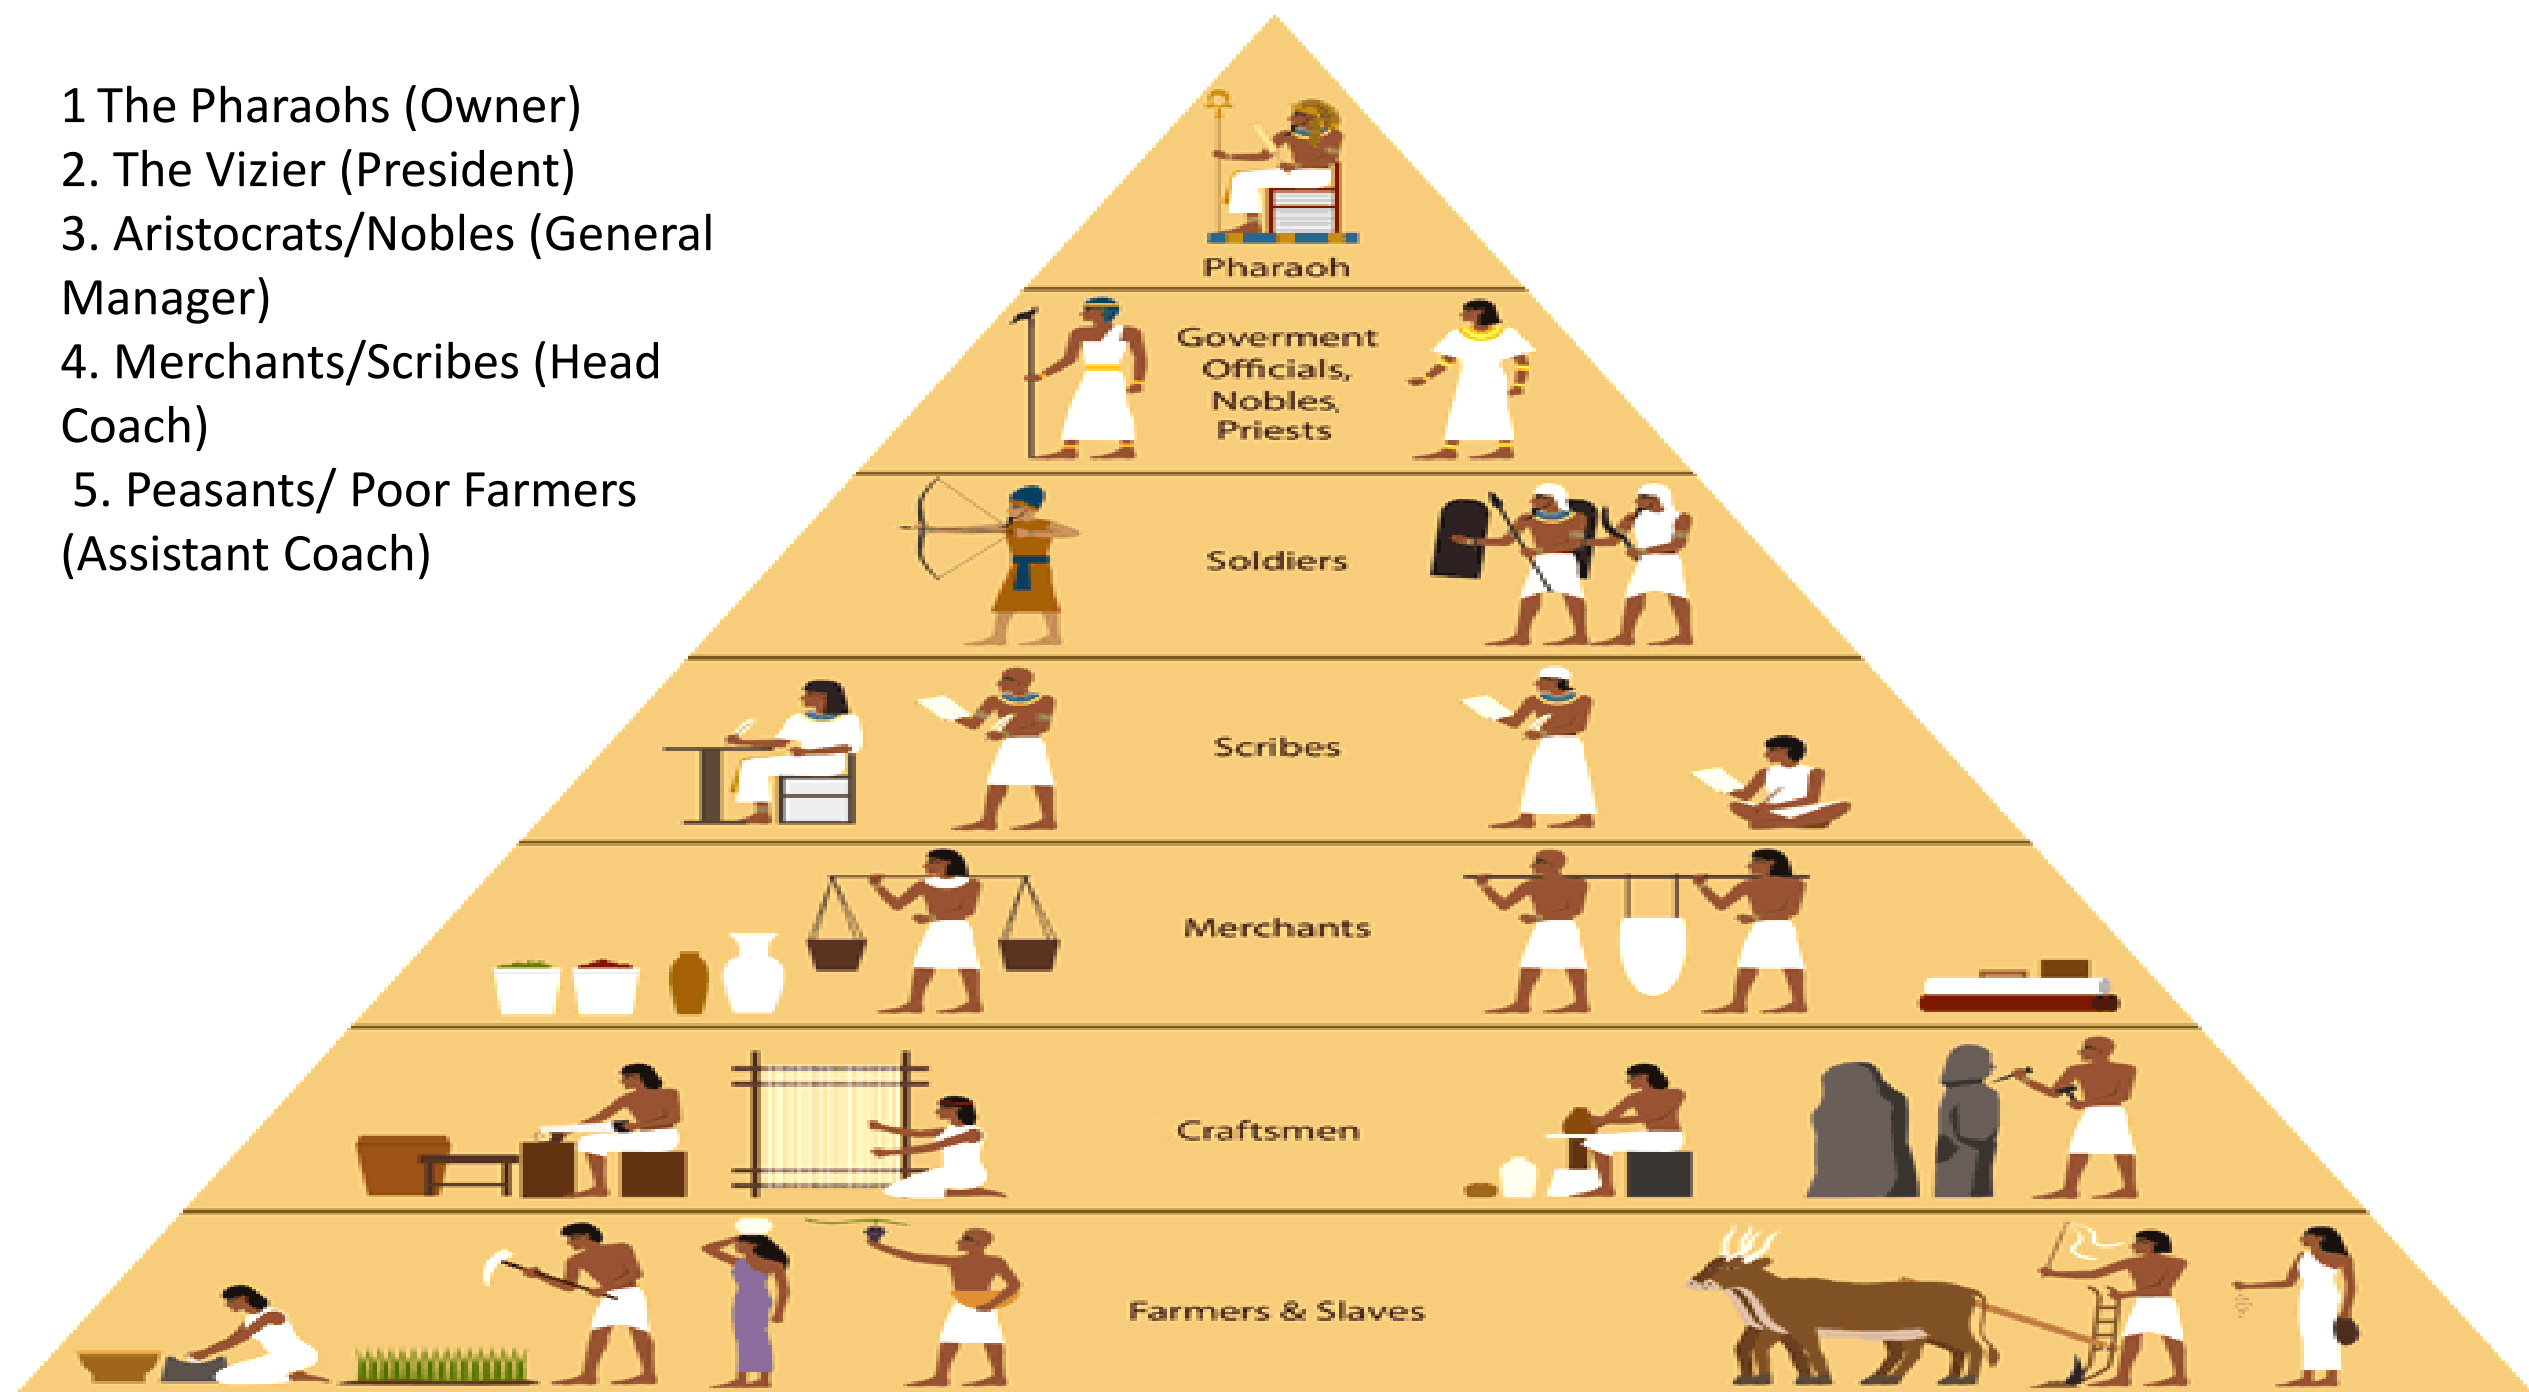 1 The Pharaohs (Owner)
2. The Vizier (President)
3. Aristocrats/Nobles (General
Manager)
4. Merchants/Scribes (Head
Coach)
5. Peasants/ Poor Farmers
(Assistant Coach)
Pharaoh
Goverment
Officials,
Nobles,
Priests
Soldiers
Scribes
Merchants
Craftsmen
Farmers & Slaves